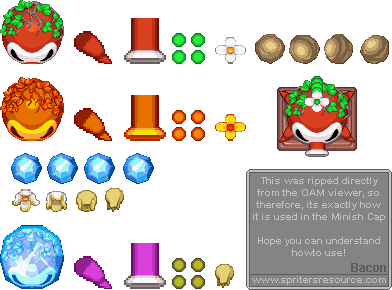 This was ripped directly
from the OAM viewer, so
therefore, its exactly how
it is used in the Minish Cap
Hope you can understand
howto use!
Bacon
www.spritersresource.com